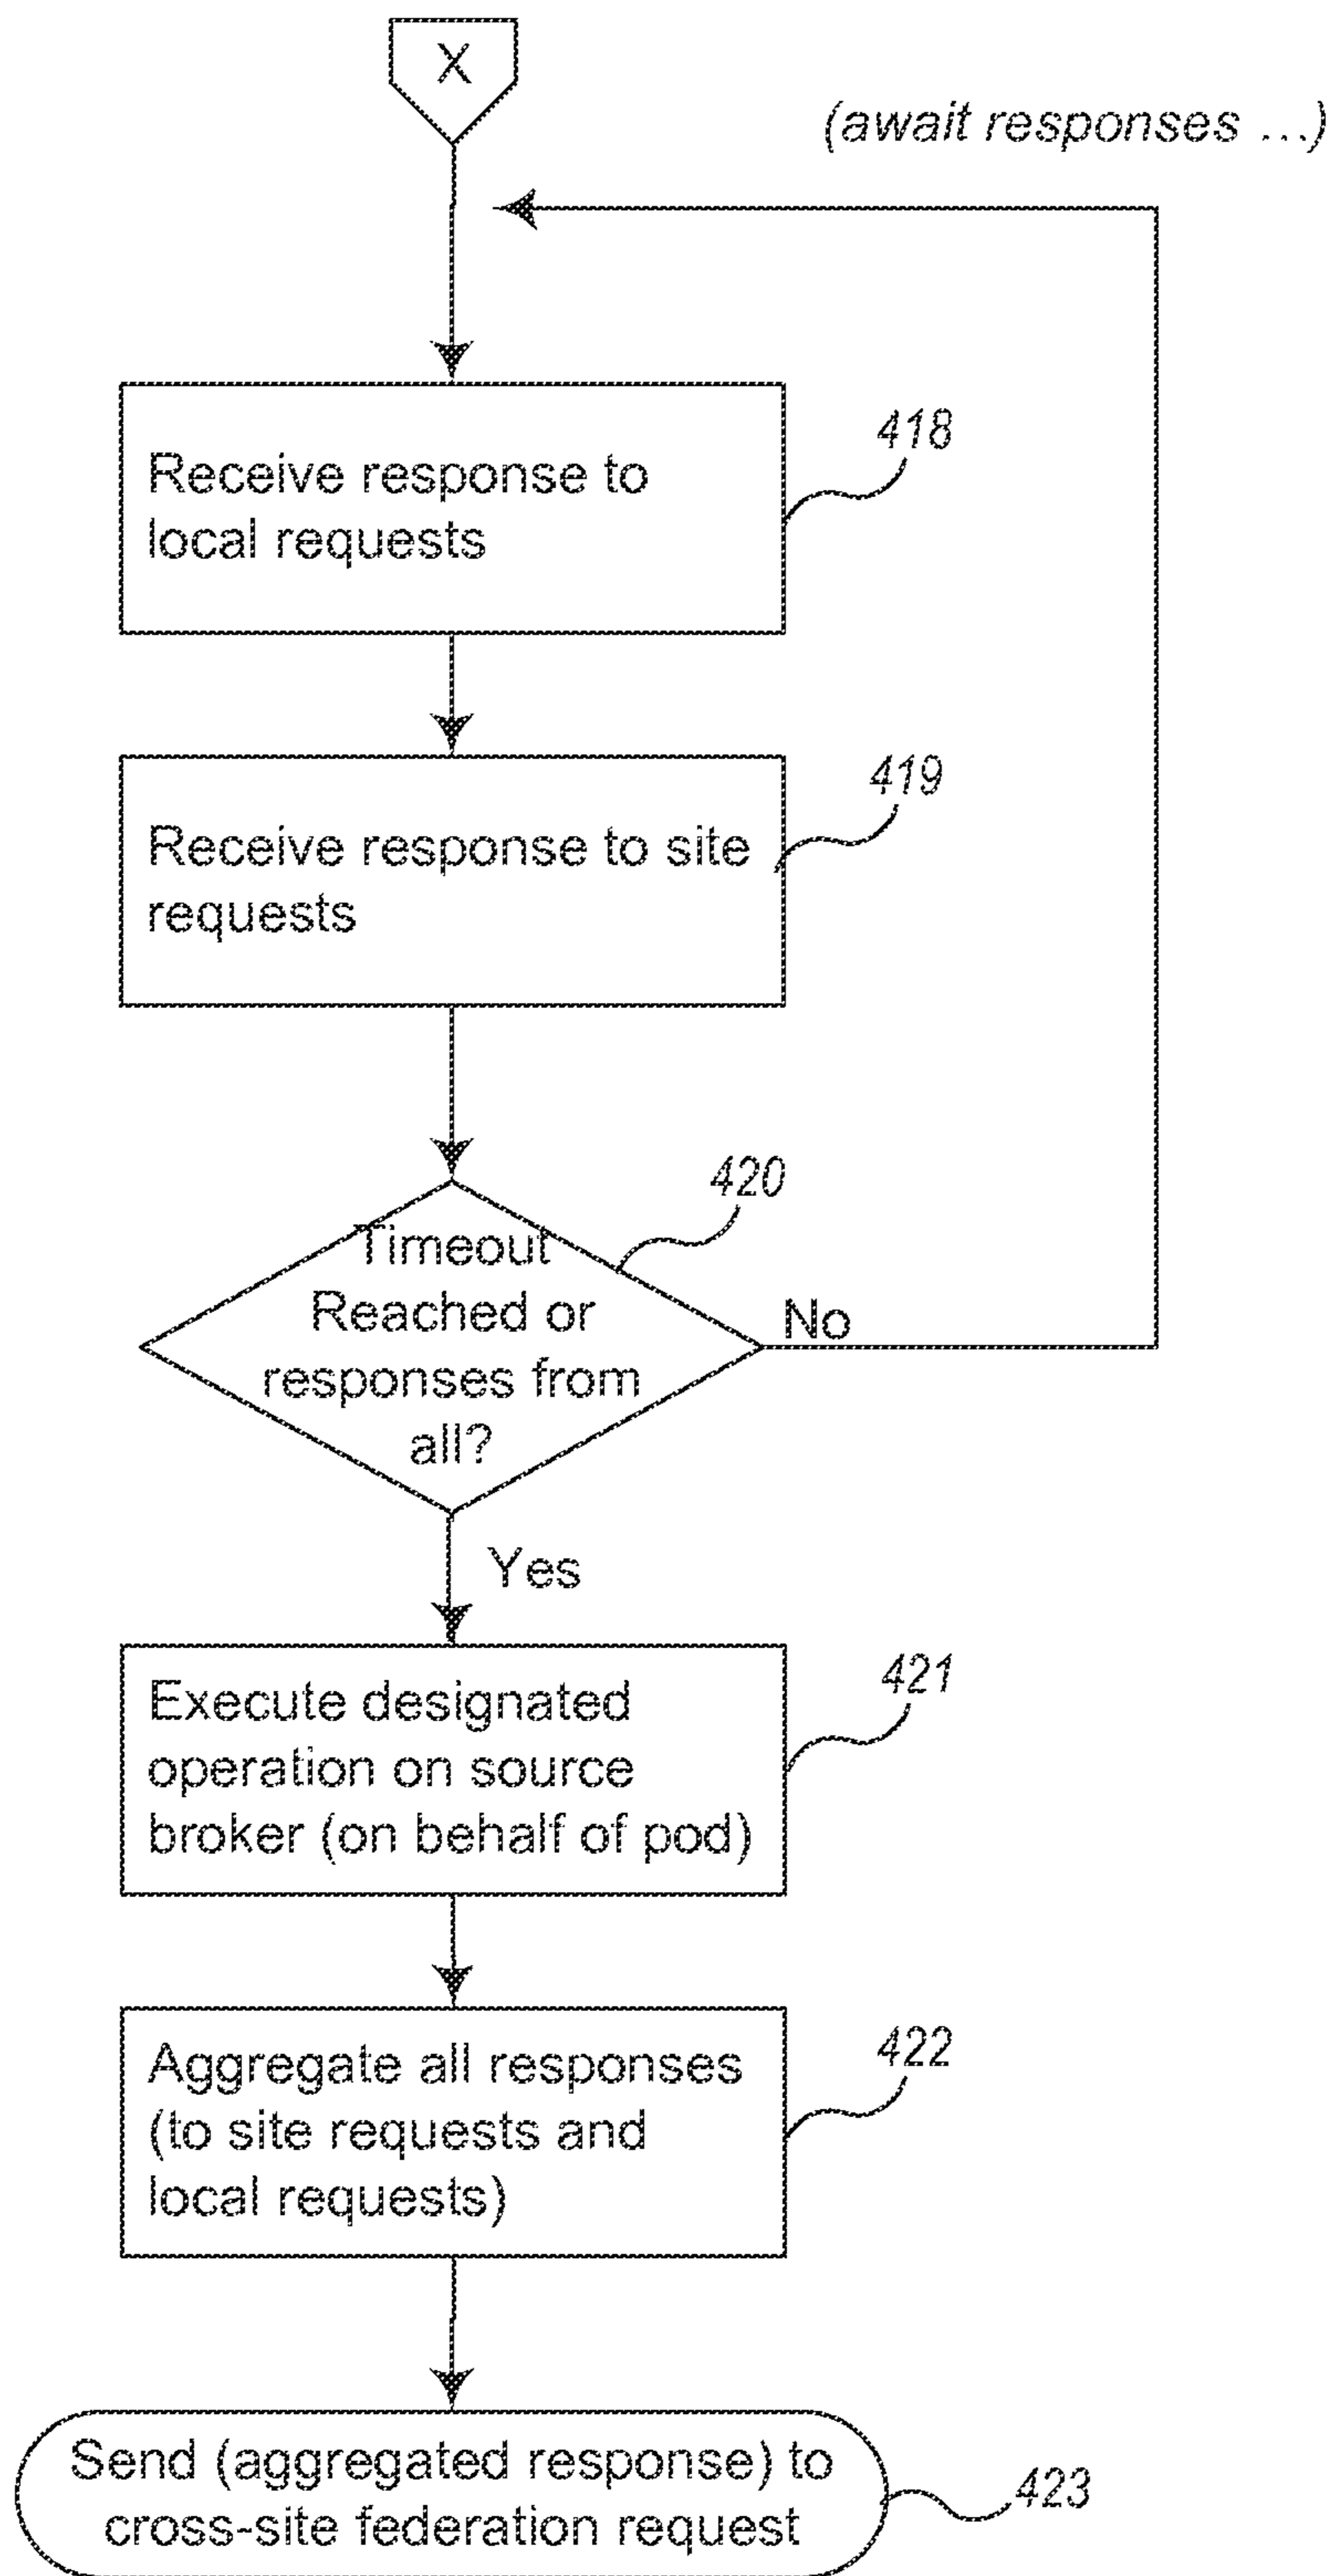 X
(await responses ...)
418
Receive response to
local requests
419
Receive response to site
requests
420
Timeout
Reached or
responses from
all?
No
Yes
421
Execute designated
operation on source
broker (on behalf of pod)
422
Aggregate all responses
(to site requests and
local requests)
Send (aggregated response) to
cross-site federation request
423